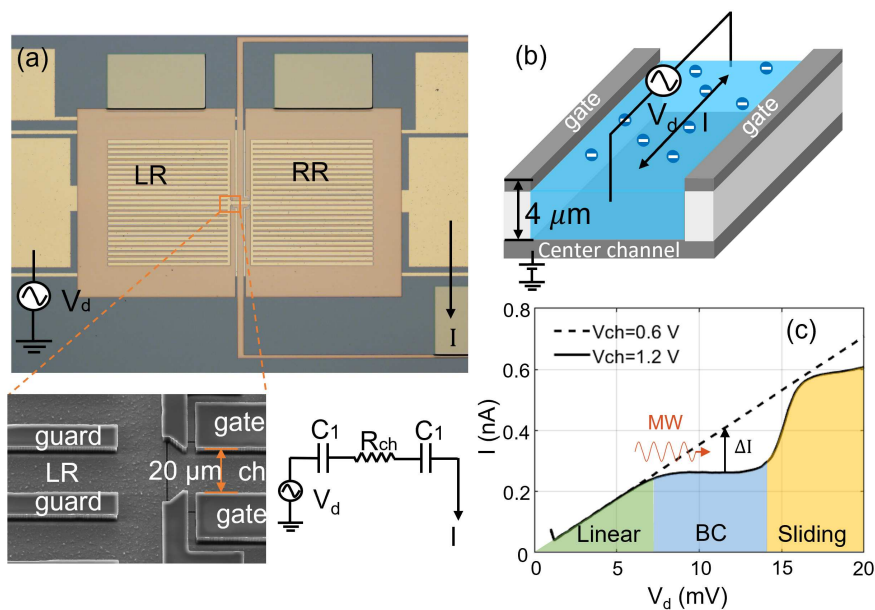 (a)
LR
RR
V_d
I
guard
gate
LR
20 μm
ch
guard
gate
C_1
R_ch
C_1
V_d
I
(b)
gate
V_d
I
gate
4 μm
Center channel
(c)
0.8
Vch=0.6 V
Vch=1.2 V
0.6
MW
0.4
ΔI
0.2
Linear
BC
Sliding
0
I (nA)
0
5
10
15
20
V_d (mV)